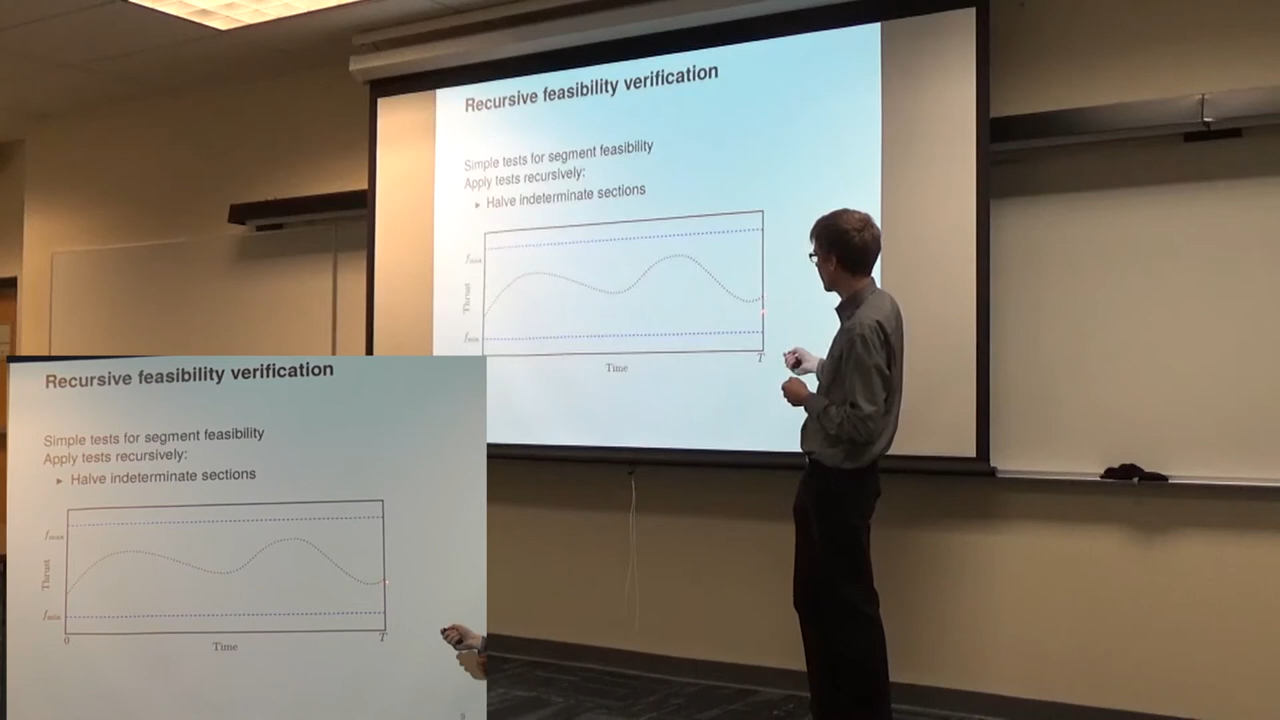 Recursive feasibility verification
Simple tests for segment feasibility
Apply tests recursively:
▸ Halve indeterminate sections
fmax
Thrust
fmin
T
Time
Recursive feasibility verification
Simple tests for segment feasibility
Apply tests recursively:
▸ Halve indeterminate sections
fmax
Thrust
fmin
0
T
Time